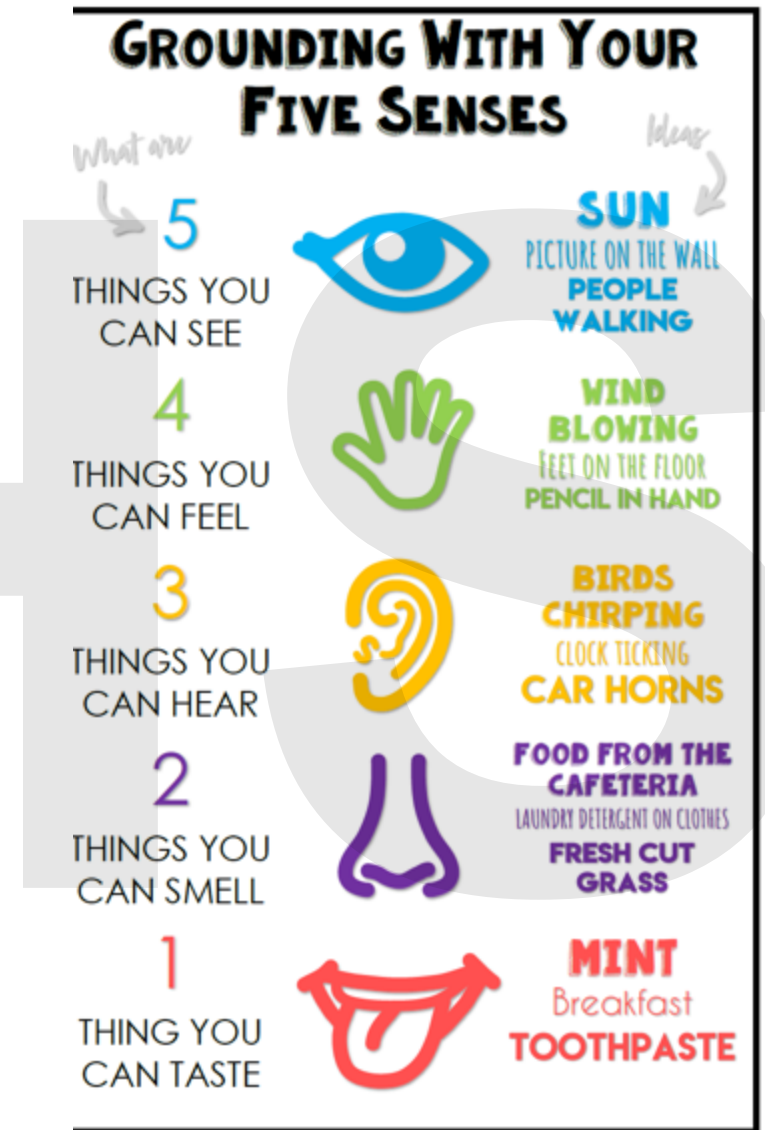 GROUNDING WITH YOUR
FIVE SENSES
What are
Ideas
5
THINGS YOU
CAN SEE
SUN
PICTURE ON THE WALL
PEOPLE
WALKING
4
THINGS YOU
CAN FEEL
WIND
BLOWING
FEET ON THE FLOOR
PENCIL IN HAND
3
THINGS YOU
CAN HEAR
BIRDS
CHIRPING
CLOCK TICKING
CAR HORNS
2
THINGS YOU
CAN SMELL
FOOD FROM THE
CAFETERIA
LAUNDRY DETERGENT ON CLOTHES
FRESH CUT
GRASS
1
THING YOU
CAN TASTE
MINT
Breakfast
TOOTHPASTE